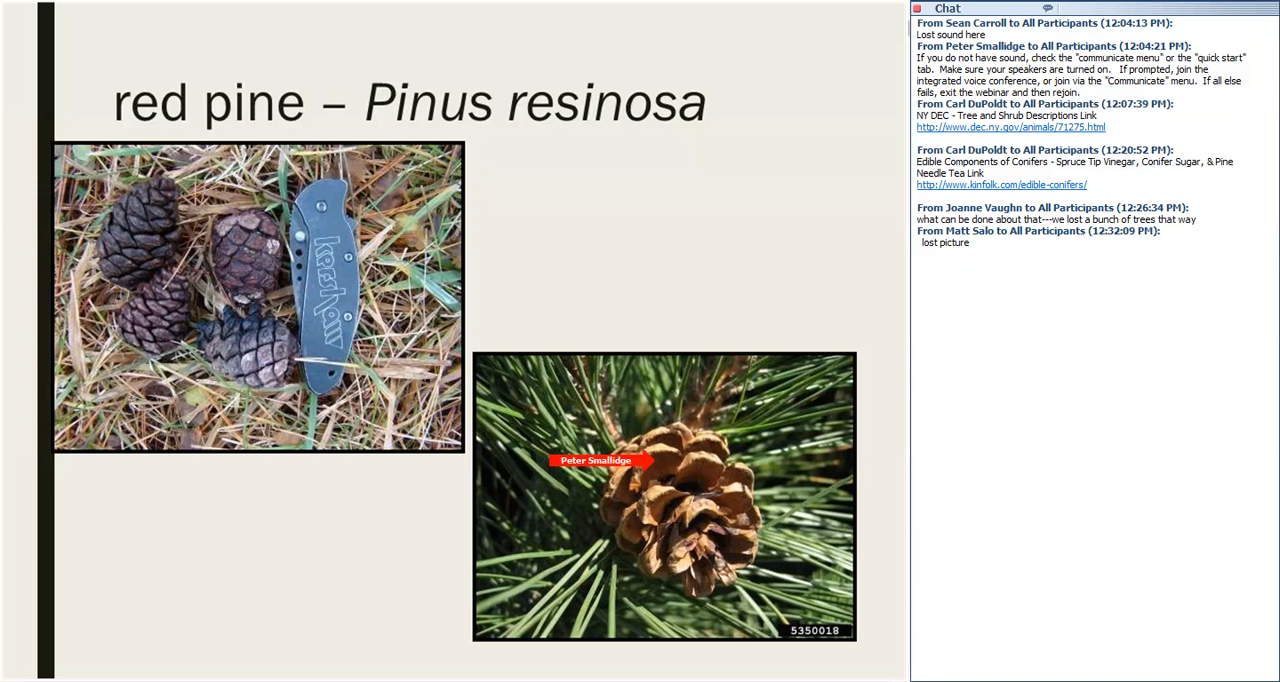 red pine – Pinus resinosa
kershaw
Peter Smallidge
5350018
Chat
From Sean Carroll to All Participants (12:04:13 PM):
Lost sound here
From Peter Smallidge to All Participants (12:04:21 PM):
If you do not have sound, check the "communicate menu" or the "quick start"
tab.  Make sure your speakers are turned on.   If prompted, join the
integrated voice conference, or join via the "Communicate" menu.  If all else
fails, exit the webinar and then rejoin.
From Carl DuPoldt to All Participants (12:07:39 PM):
NY DEC - Tree and Shrub Descriptions Link
http://www.dec.ny.gov/animals/71275.html
From Carl DuPoldt to All Participants (12:20:52 PM):
Edible Components of Conifers - Spruce Tip Vinegar, Conifer Sugar, & Pine
Needle Tea Link
http://www.kinfolk.com/edible-conifers/
From Joanne Vaughn to All Participants (12:26:34 PM):
what can be done about that---we lost a bunch of trees that way
From Matt Salo to All Participants (12:32:09 PM):
lost picture